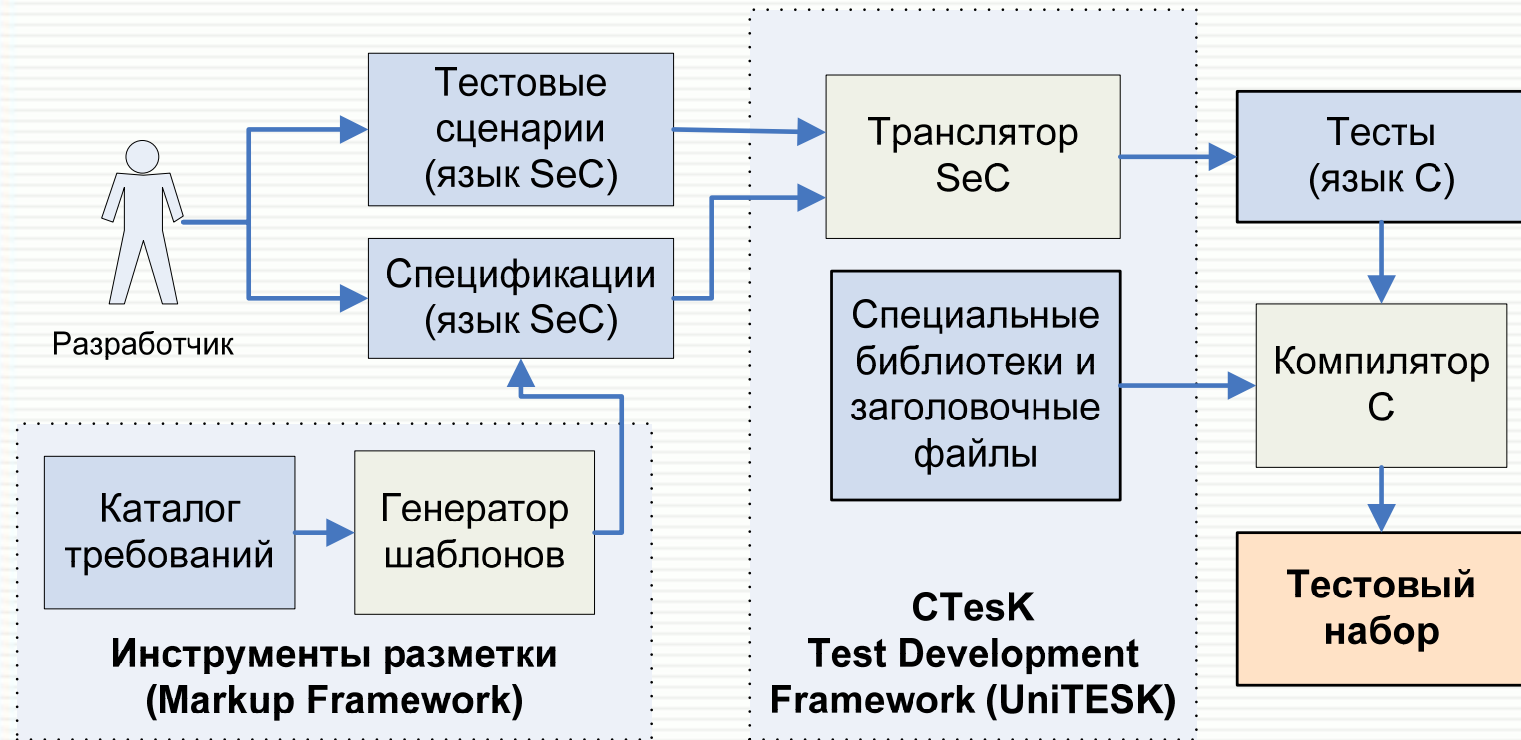 Тестовые
сценарии
(язык SeC)
Транслятор
SeC
Тесты
(язык C)
Разработчик
Спецификации
(язык SeC)
Специальные
библиотеки и
заголовочные
файлы
Компилятор
C
Каталог
требований
Генератор
шаблонов
Инструменты разметки
(Markup Framework)
CTesK
Test Development
Framework (UniTESK)
Тестовый
набор